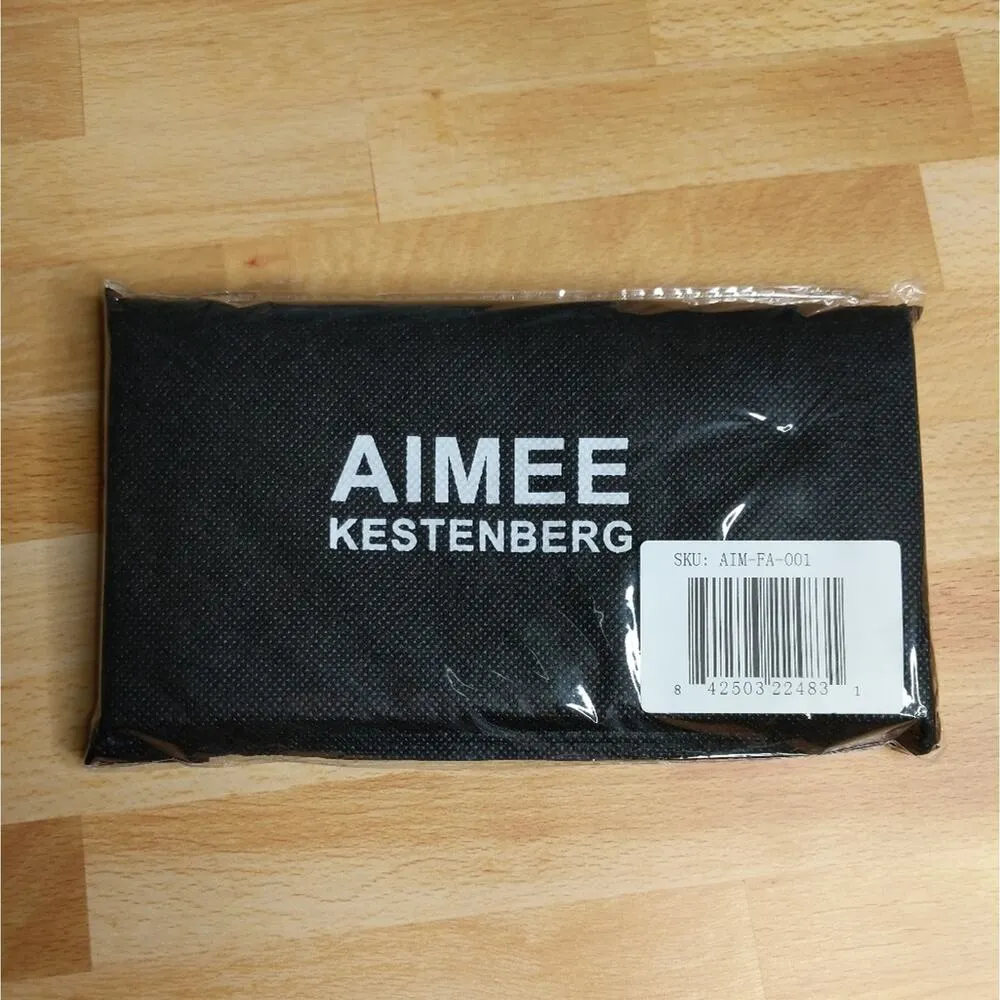 AIMEE
KESTENBERG
SKU: AIM-FA-001
8 42503 22483 1